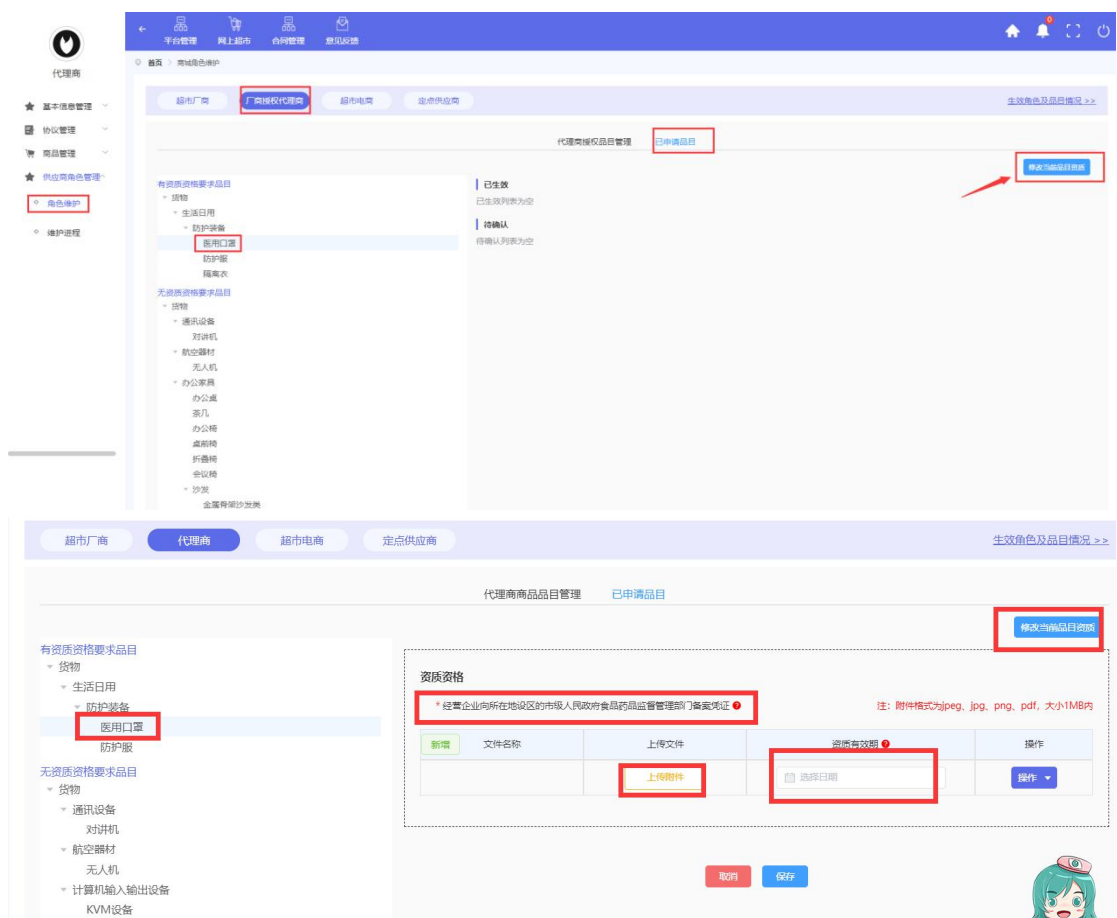 平台管理 网上超市 合同管理 意见反馈
0
代理商
首页 > 商城角色维护
基本信息管理
协议管理
商品管理
供应商角色管理
角色维护
维护进程
超市厂商 厂商授权代理商 超市电商 定点供应商 生效角色及品目情况 >>
代理商授权品目管理 已申请品目
修改当前品目资质
有资质资格要求品目
货物
生活日用
防护装备
医用口罩
防护服
隔离衣
无资质资格要求品目
货物
通讯设备
对讲机
航空器材
无人机
办公家具
办公桌
茶几
办公椅
桌前椅
折叠椅
会议椅
沙发
金属骨架沙发类
已生效
已生效列表为空
待确认
待确认列表为空
超市厂商 代理商 超市电商 定点供应商 生效角色及品目情况 >>
代理商商品品目管理 已申请品目
修改当前品目资质
有资质资格要求品目
货物
生活日用
防护装备
医用口罩
防护服
无资质资格要求品目
货物
通讯设备
对讲机
航空器材
无人机
计算机输入输出设备
KVM设备
资质资格
* 经营企业向所在地设区的市级人民政府食品药品监督管理部门备案凭证 ?
注：附件格式为jpeg、jpg、png、pdf，大小1MB内
新增 文件名称 上传文件 资质有效期 ? 操作
上传附件 选择日期 操作
取消 保存